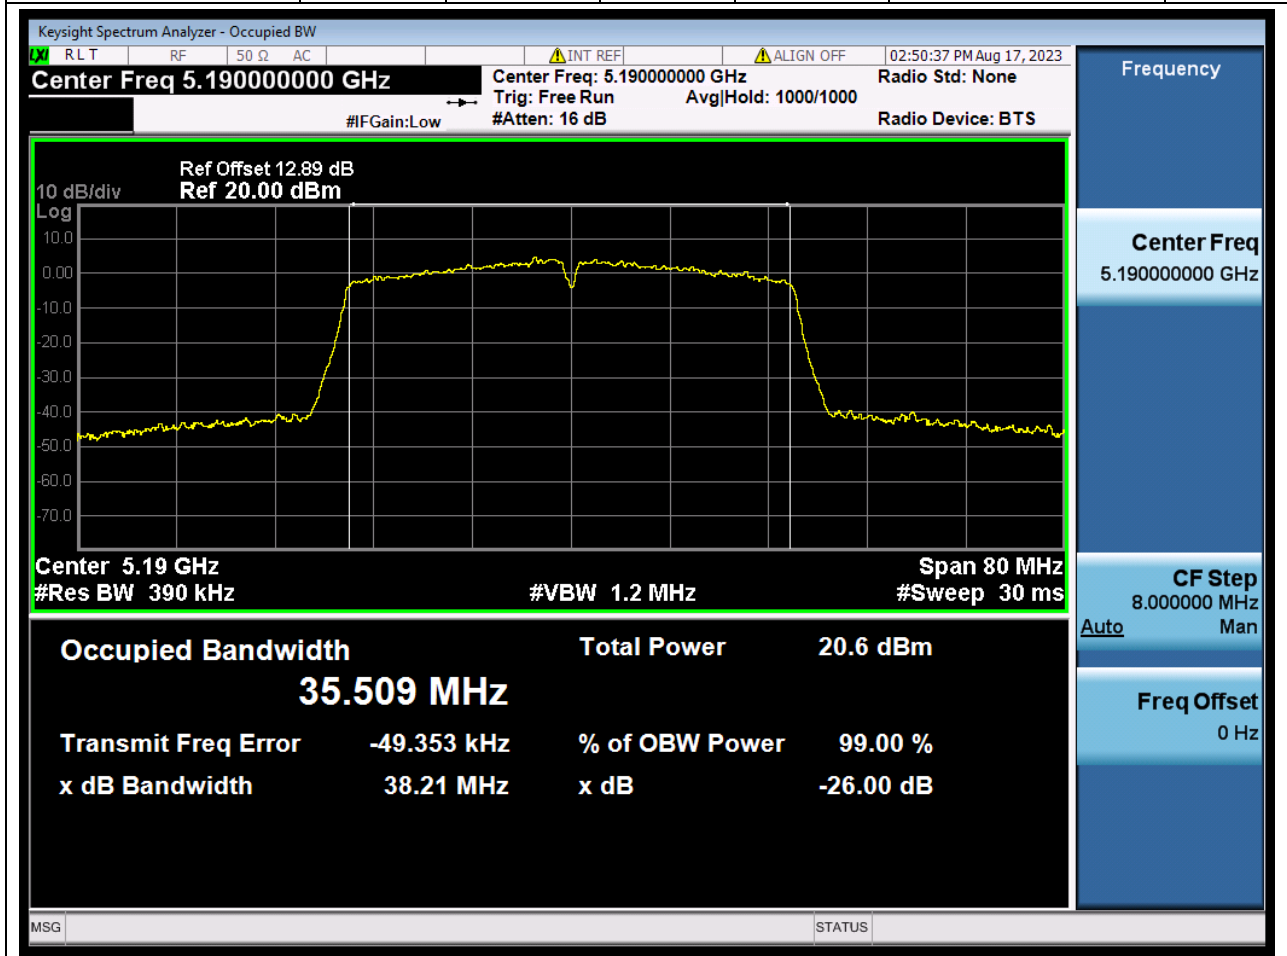 Keysight Spectrum Analyzer - Occupied BW
LXI RLT RF 50 Ω AC INT REF ALIGN OFF 02:50:37 PM Aug 17, 2023
Center Freq 5.190000000 GHz
Center Freq: 5.190000000 GHz Radio Std: None
Trig: Free Run Avg|Hold: 1000/1000
#IFGain:Low #Atten: 16 dB Radio Device: BTS
Ref Offset 12.89 dB
10 dB/div Ref 20.00 dBm
Log
10.0
0.00
-10.0
-20.0
-30.0
-40.0
-50.0
-60.0
-70.0
Center 5.19 GHz Span 80 MHz
#Res BW 390 kHz #VBW 1.2 MHz #Sweep 30 ms
Occupied Bandwidth Total Power 20.6 dBm
35.509 MHz
Transmit Freq Error -49.353 kHz % of OBW Power 99.00 %
x dB Bandwidth 38.21 MHz x dB -26.00 dB
MSG STATUS
Frequency
Center Freq
5.190000000 GHz
CF Step
8.000000 MHz
Auto Man
Freq Offset
0 Hz